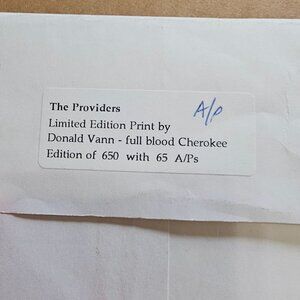 The Providers
A/P
Limited Edition Print by
Donald Vann - full blood Cherokee
Edition of 650 with 65 A/Ps